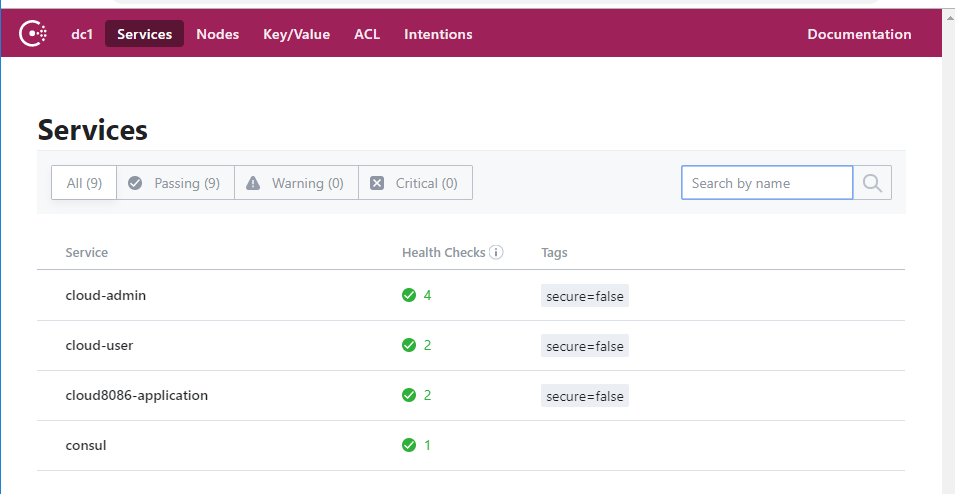 dc1 Services Nodes Key/Value ACL Intentions Documentation
Services
All (9) Passing (9) Warning (0) Critical (0) Search by name
Service Health Checks Tags
cloud-admin 4 secure=false
cloud-user 2 secure=false
cloud8086-application 2 secure=false
consul 1